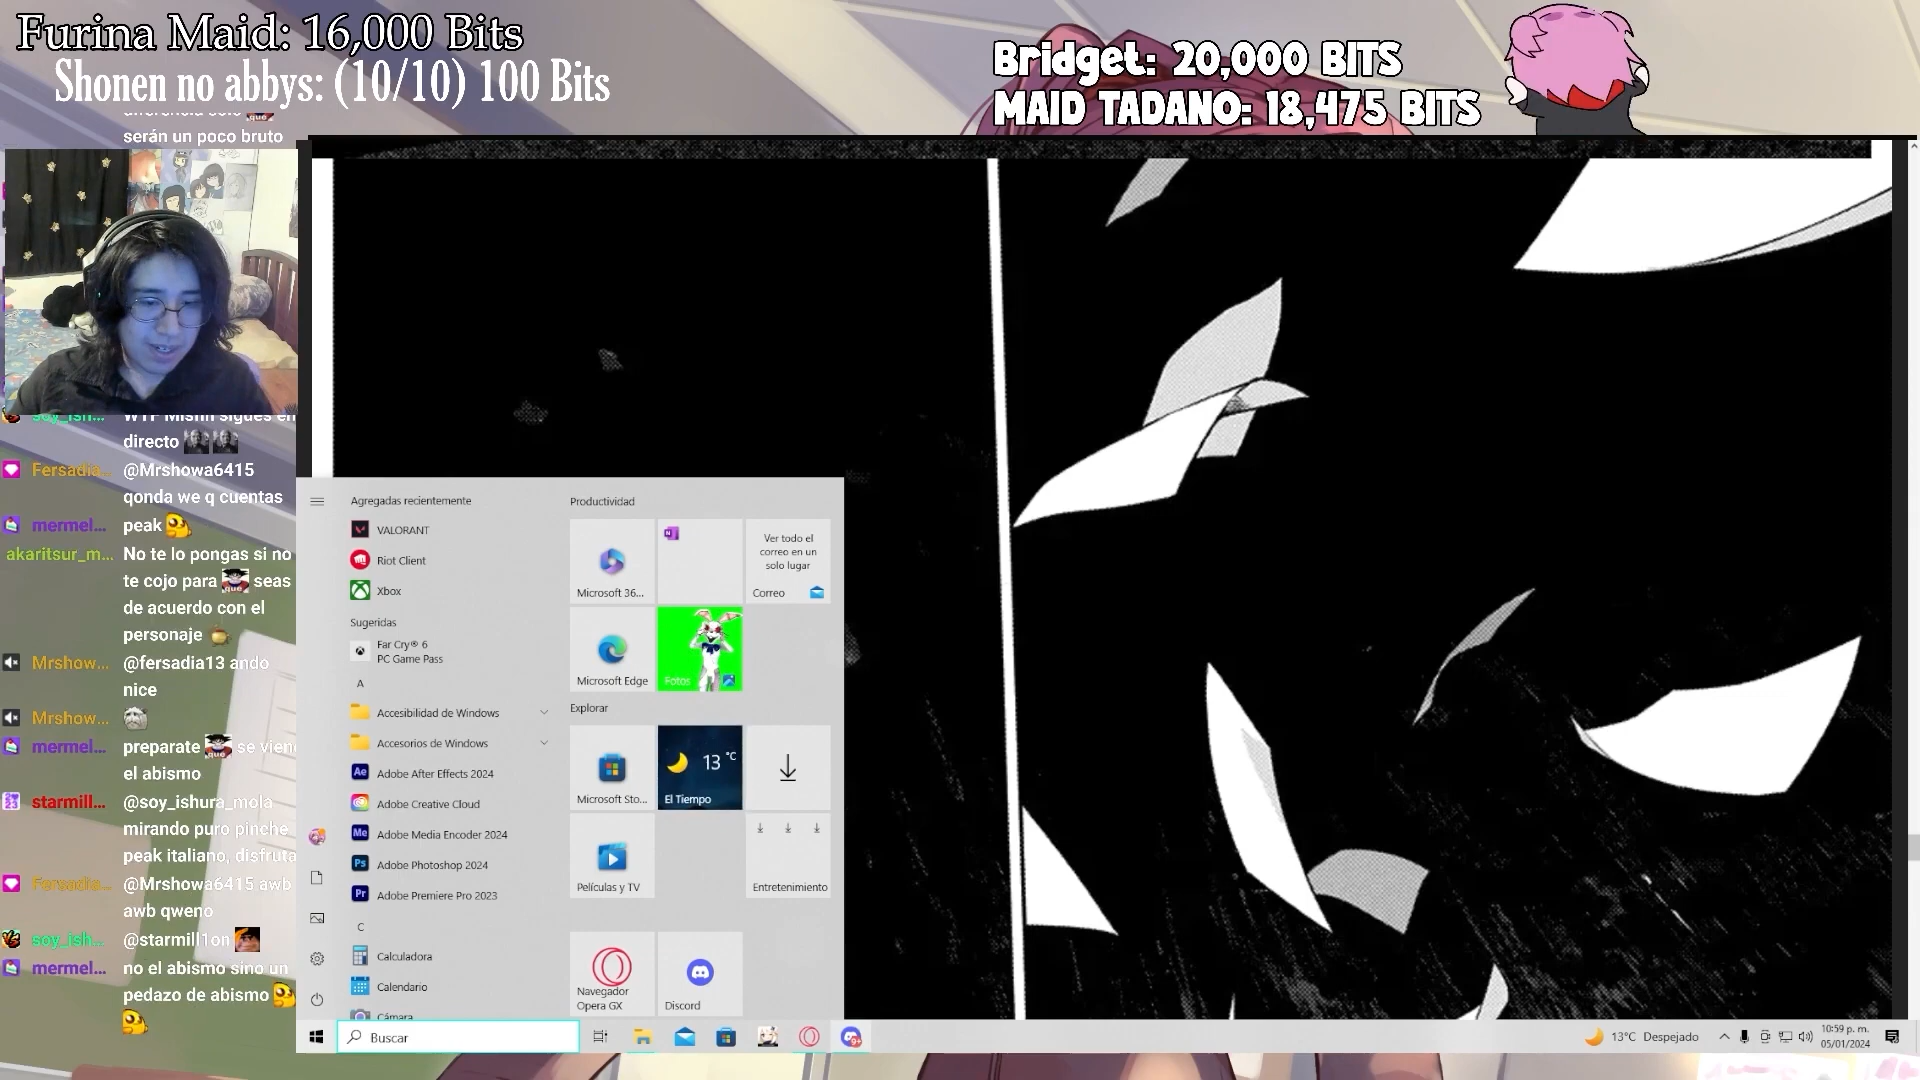 Furina Maid: 16,000 Bits
Shonen no abbys: (10/10) 100 Bits
Bridget: 20,000 BITS
MAID TADANO: 18,475 BITS
serán un poco bruto
soy_ish... WTF Mishh sigues en
directo
Fersadia... @Mrshowa6415
qonda we q cuentas
mermel... peak
akaritsur_m... No te lo pongas si no
te cojo para seas
de acuerdo con el
personaje
Mrshow... @fersadia13 ando
nice
Mrshow...
mermel... preparate se vien
el abismo
starmill... @soy_ishura_mola
mirando puro pinche
peak italiano, disfruta
Fersadia... @Mrshowa6415 awb
awb qweno
soy_ish... @starmill1on
mermel... no el abismo sino un
pedazo de abismo
Agregadas recientemente
VALORANT
Riot Client
Xbox
Sugeridas
Far Cry® 6
PC Game Pass
A
Accesibilidad de Windows
Accesorios de Windows
Adobe After Effects 2024
Adobe Creative Cloud
Adobe Media Encoder 2024
Adobe Photoshop 2024
Adobe Premiere Pro 2023
C
Calculadora
Calendario
Cámara
Productividad
Microsoft 36...
Ver todo el
correo en un
solo lugar
Correo
Microsoft Edge
Fotos
Explorar
Microsoft Sto...
13 °C
El Tiempo
Películas y TV
Entretenimiento
Navegador
Opera GX
Discord
Buscar
13°C Despejado
10:59 p. m.
05/01/2024